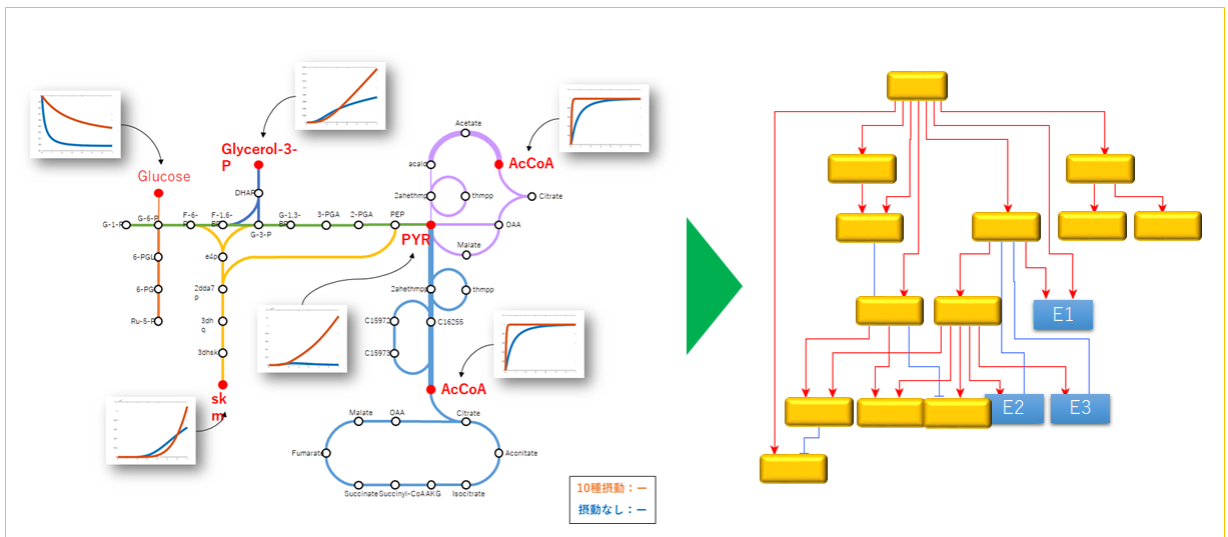 Glycerol-3-
P
Glucose
DHAP
G-1-P
G-6-P
F-6-
F-1,6-
G-3-P
G-1,3-
3-PGA
2-PGA
PEP
PYR
Acetate
acald
AcCoA
2ahethmp
thmpp
Citrate
OAA
Malate
6-PGL
6-PG
Ru-5-P
e4p
2dda7
p
3dh
q
3dhsk
sk
m
2ahethmpp
thmpp
C15972
C16255
C15973
AcCoA
Malate
OAA
Citrate
Fumarate
Aconitate
Succinate
Succinyl-CoA
AKG
Isocitrate
10種摂動：ー
摂動なし：ー
E1
E2
E3